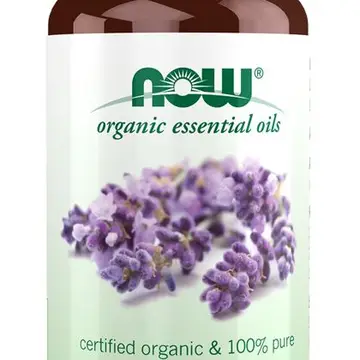 now®
organic essential oils
certified organic & 100% pure